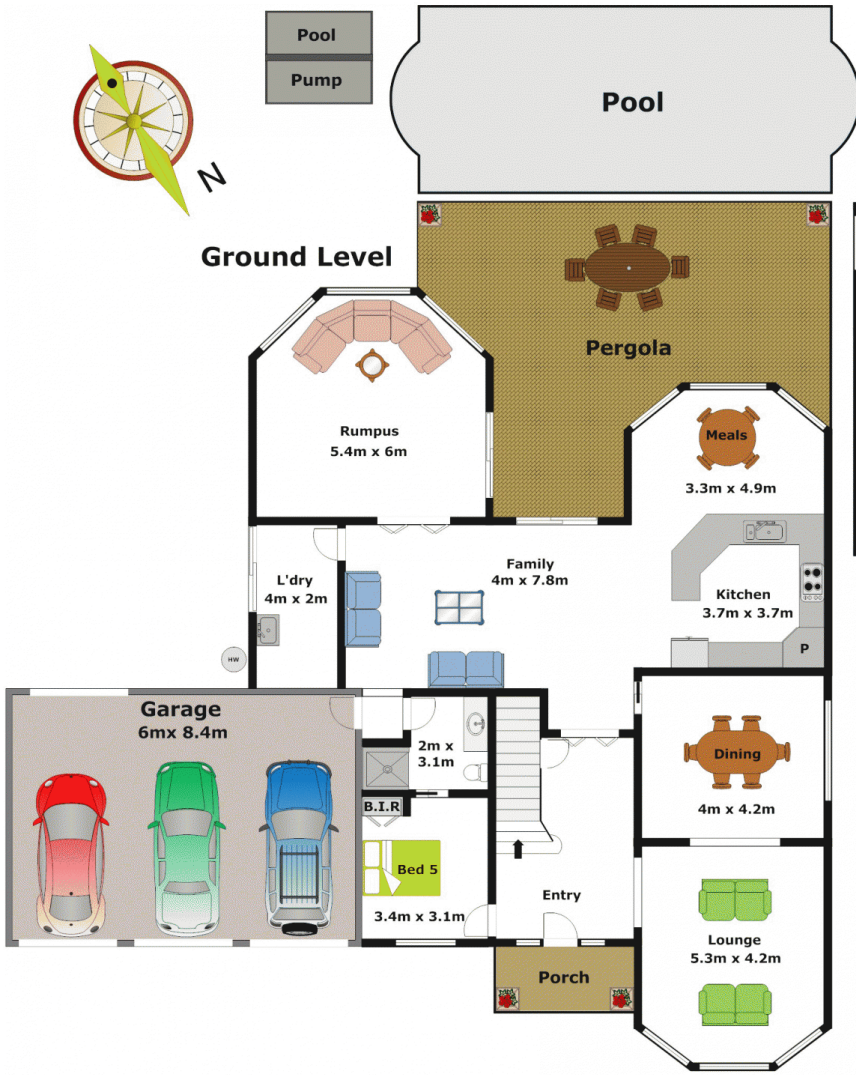 Pool
Pump
Pool
N
Ground Level
Pergola
Rumpus
5.4m x 6m
Meals
3.3m x 4.9m
Family
4m x 7.8m
L'dry
4m x 2m
Kitchen
3.7m x 3.7m
P
HW
Garage
6mx 8.4m
2m x
3.1m
Dining
4m x 4.2m
B.I.R
Bed 5
3.4m x 3.1m
Entry
Lounge
5.3m x 4.2m
Porch